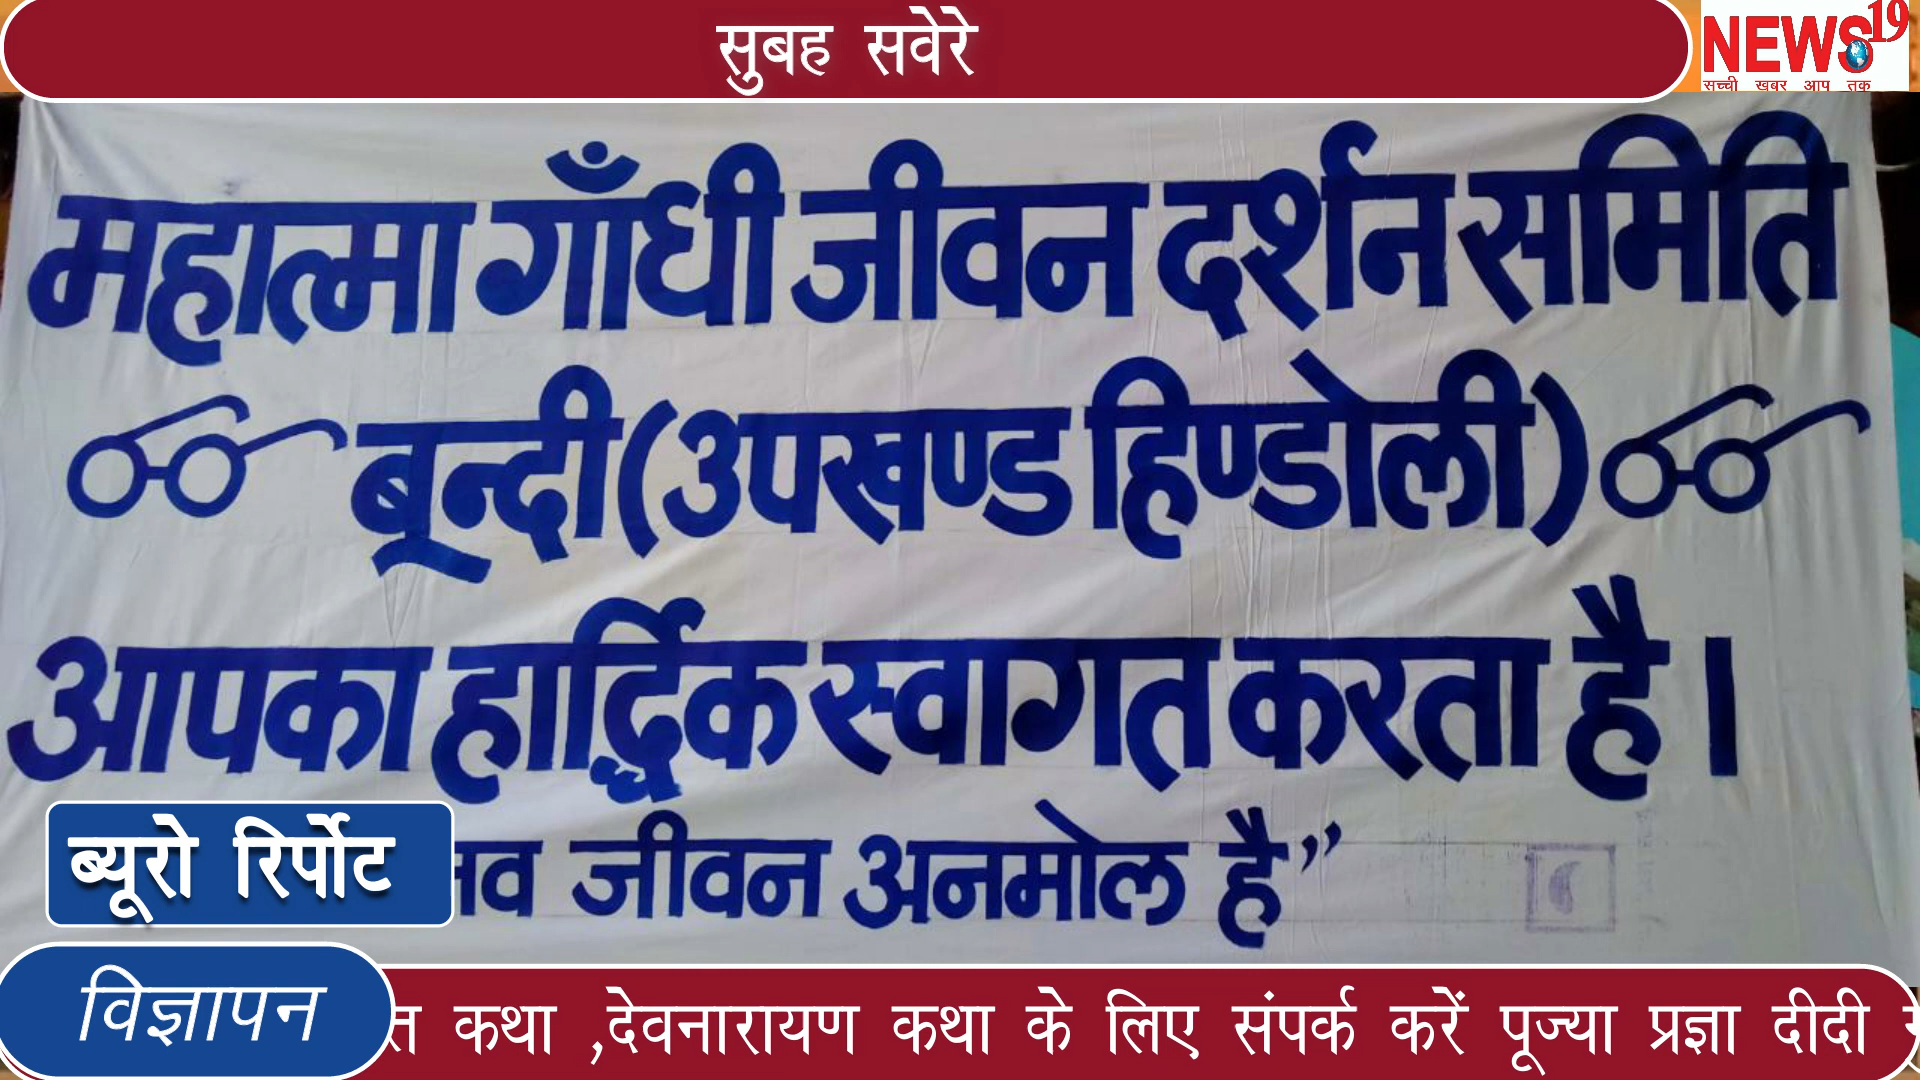 सुबह सवेरे
NEWS19
सच्ची खबर आप तक
महात्मा गाँधी जीवन दर्शन समिति
बून्दी (उपखण्ड हिण्डोली)
आपका हार्द्धिक स्वागत करता है।
जीवन अनमोल है”
ब्यूरो रिर्पोट
विज्ञापन
कथा ,देवनारायण कथा के लिए संपर्क करें पूज्या प्रज्ञा दीदी